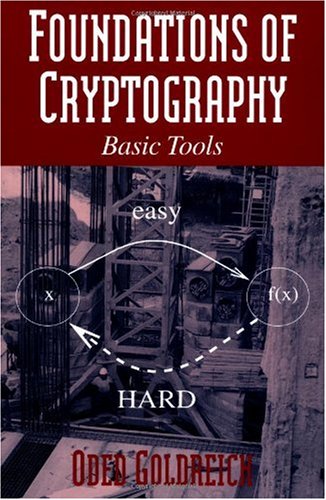 FOUNDATIONS OF
CRYPTOGRAPHY
Basic Tools
easy
x
f(x)
HARD
ODED GOLDREICH